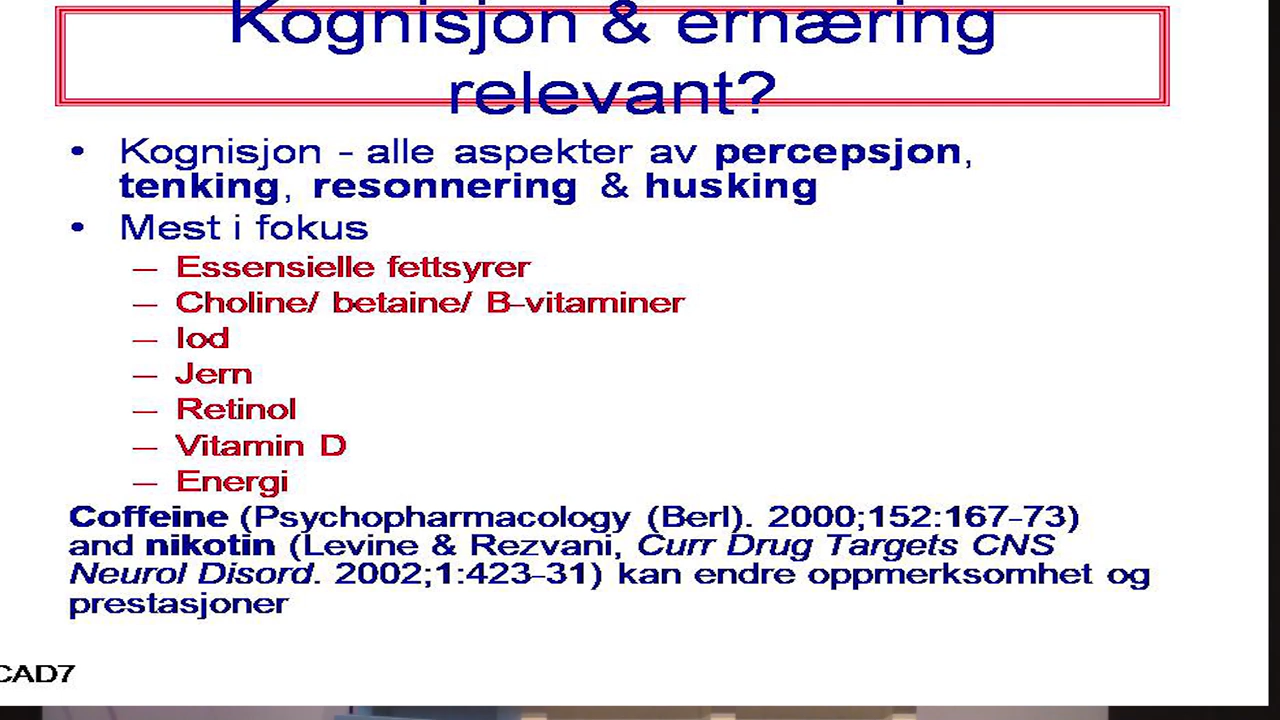 Kognisjon & ernæring
relevant?
• Kognisjon - alle aspekter av percepsjon,
tenking, resonnering & husking
• Mest i fokus
– Essensielle fettsyrer
– Choline/ betaine/ B-vitaminer
– Iod
– Jern
– Retinol
– Vitamin D
– Energi
Coffeine (Psychopharmacology (Berl). 2000;152:167-73)
and nikotin (Levine & Rezvani, Curr Drug Targets CNS
Neurol Disord. 2002;1:423-31) kan endre oppmerksomhet og
prestasjoner
CAD7